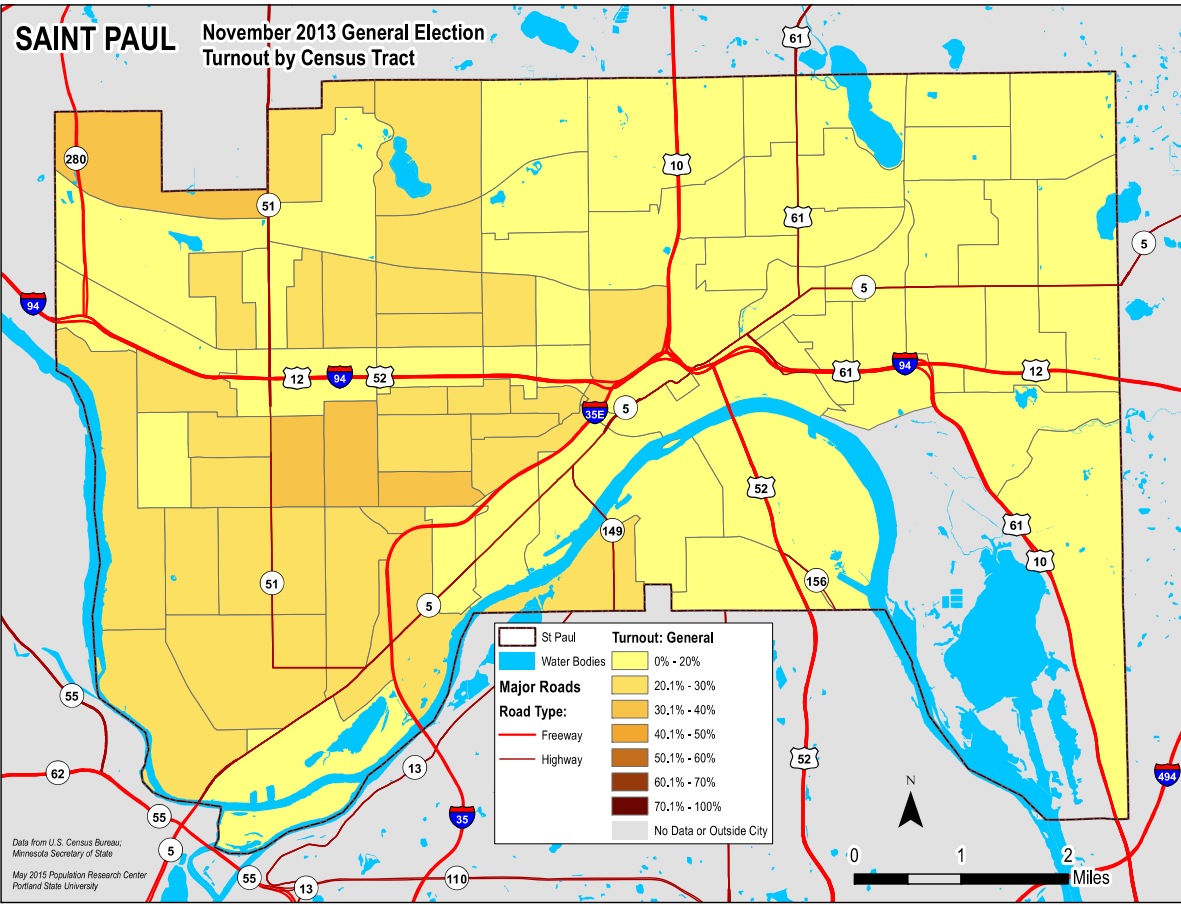 SAINT PAUL
November 2013 General Election
Turnout by Census Tract
61
280
10
51
61
5
5
94
12
94
52
61
94
12
35E
5
52
149
61
10
156
51
5
55
62
55
5
55
13
110
13
35
52
494
St Paul
Water Bodies
Major Roads
Road Type:
Freeway
Highway
Turnout: General
0% - 20%
20.1% - 30%
30.1% - 40%
40.1% - 50%
50.1% - 60%
60.1% - 70%
70.1% - 100%
No Data or Outside City
N
0 1 2
Miles
Data from U.S. Census Bureau;
Minnesota Secretary of State
May 2015 Population Research Center
Portland State University